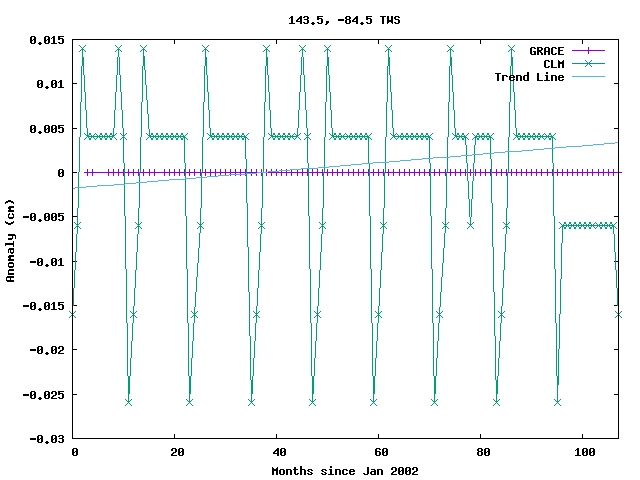 143.5, -84.5 TWS
GRACE
CLM
Trend Line
0.015
0.01
0.005
0
-0.005
-0.01
-0.015
-0.02
-0.025
-0.03
Anomaly (cm)
0 20 40 60 80 100
Months since Jan 2002